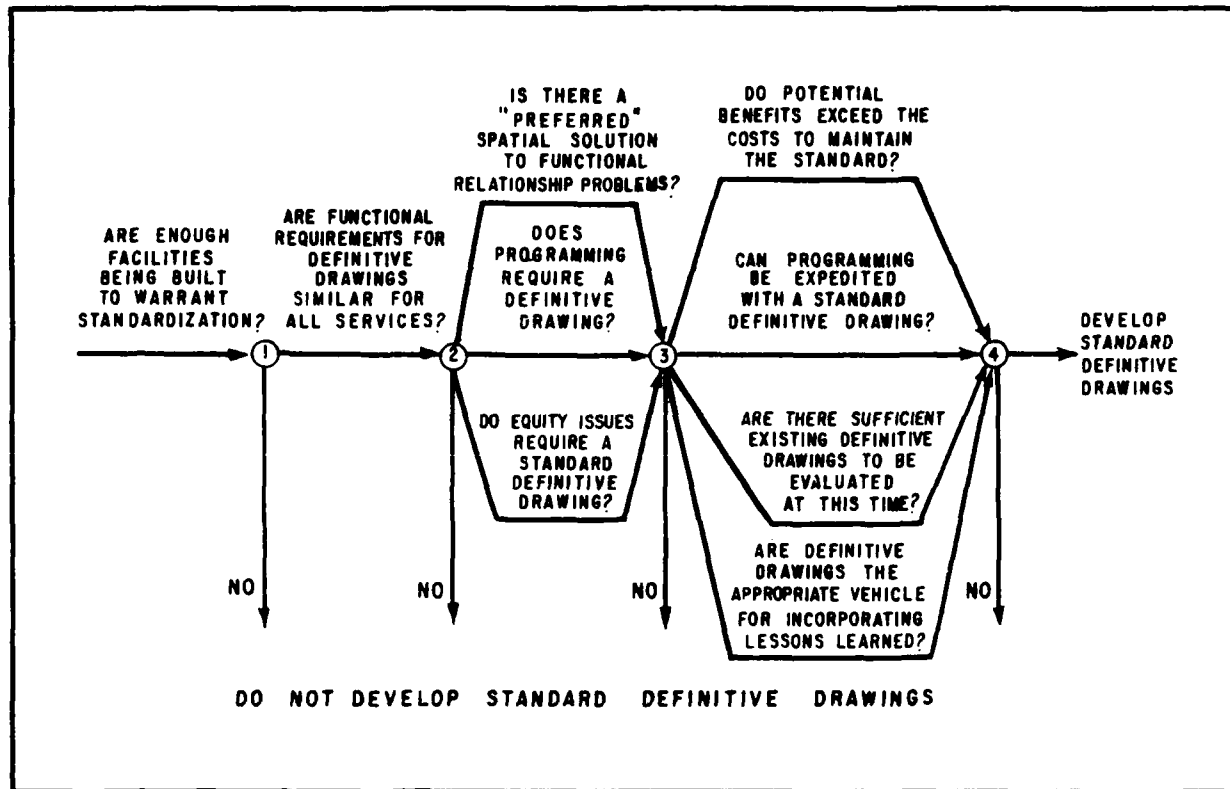 ARE ENOUGH
FACILITIES
BEING BUILT
TO WARRANT
STANDARDIZATION?
1
NO
ARE FUNCTIONAL
REQUIREMENTS FOR
DEFINITIVE
DRAWINGS
SIMILAR FOR
ALL SERVICES?
2
NO
IS THERE A
"PREFERRED"
SPATIAL SOLUTION
TO FUNCTIONAL
RELATIONSHIP PROBLEMS?
DOES
PROGRAMMING
REQUIRE A
DEFINITIVE
DRAWING?
DO EQUITY ISSUES
REQUIRE A
STANDARD
DEFINITIVE
DRAWING?
3
NO
DO POTENTIAL
BENEFITS EXCEED THE
COSTS TO MAINTAIN
THE STANDARD?
CAN PROGRAMMING
BE EXPEDITED
WITH A STANDARD
DEFINITIVE DRAWING?
ARE THERE SUFFICIENT
EXISTING DEFINITIVE
DRAWINGS TO BE
EVALUATED
AT THIS TIME?
ARE DEFINITIVE
DRAWINGS THE
APPROPRIATE VEHICLE
FOR INCORPORATING
LESSONS LEARNED?
4
NO
DEVELOP
STANDARD
DEFINITIVE
DRAWINGS
DO NOT DEVELOP STANDARD DEFINITIVE DRAWINGS